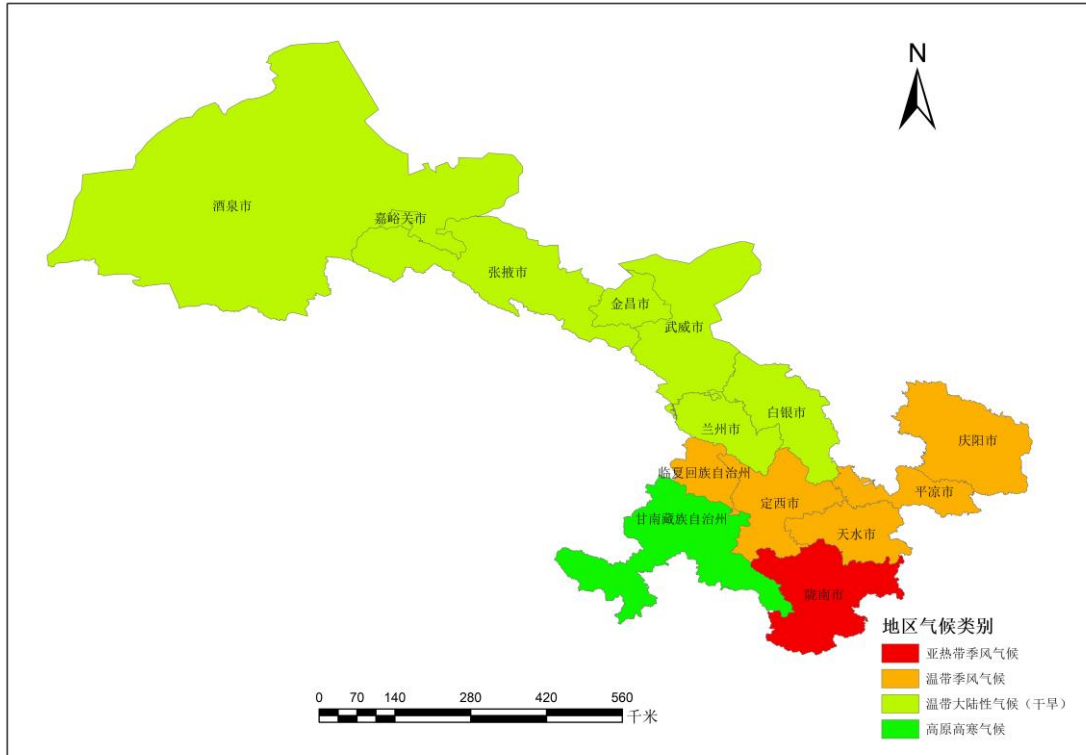 N
酒泉市
嘉峪关市
张掖市
金昌市
武威市
白银市
兰州市
庆阳市
临夏回族自治州
平凉市
定西市
甘南藏族自治州
天水市
陇南市
地区气候类别
亚热带季风气候
温带季风气候
温带大陆性气候（干旱）
高原高寒气候
0 70 140 280 420 560
千米